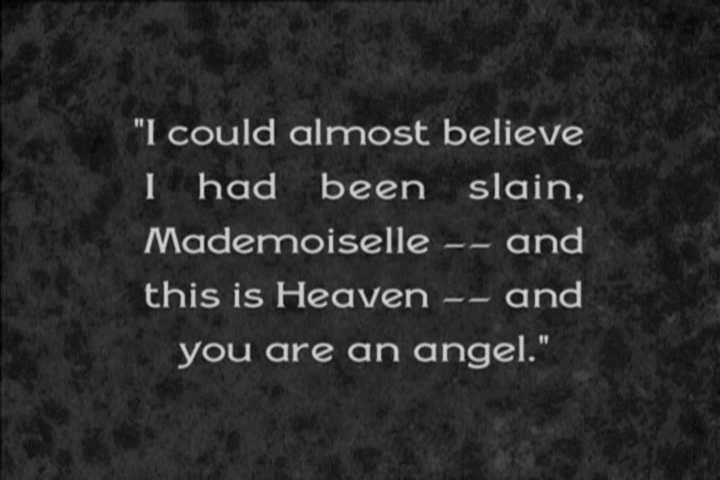 "I could almost believe
I had been slain,
Mademoiselle -- and
this is Heaven -- and
you are an angel."